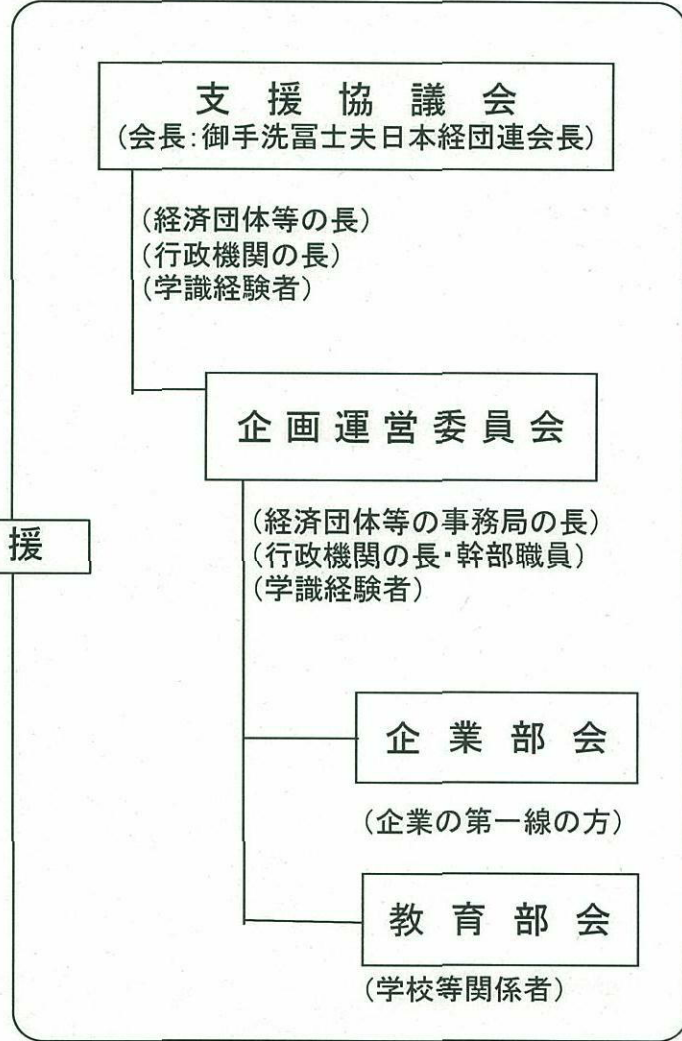 支援協議会
(会長:御手洗冨士夫日本経団連会長)
(経済団体等の長)
(行政機関の長)
(学識経験者)
企画運営委員会
援
(経済団体等の事務局の長)
(行政機関の長・幹部職員)
(学識経験者)
企業部会
(企業の第一線の方)
教育部会
(学校等関係者)